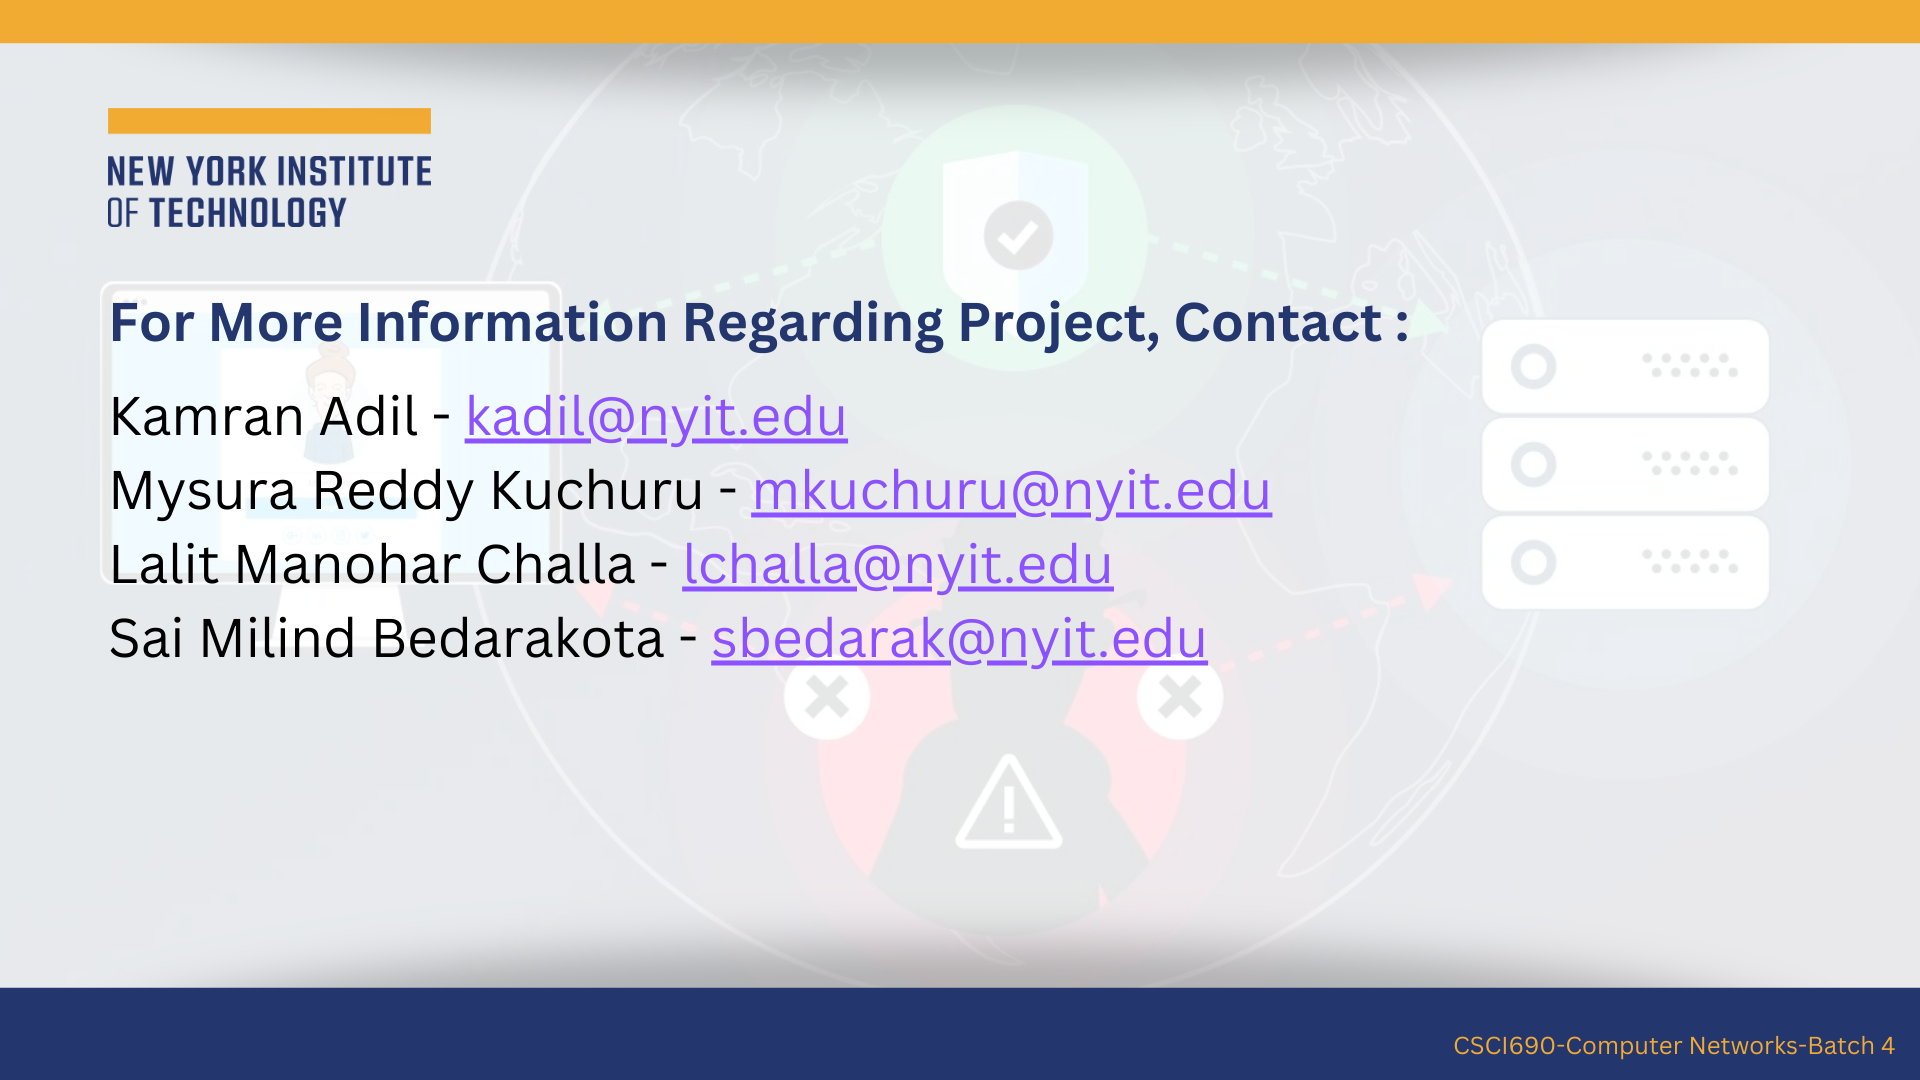 NEW YORK INSTITUTE
OF TECHNOLOGY
For More Information Regarding Project, Contact :
Kamran Adil - kadil@nyit.edu
Mysura Reddy Kuchuru - mkuchuru@nyit.edu
Lalit Manohar Challa - lchalla@nyit.edu
Sai Milind Bedarakota - sbedarak@nyit.edu
CSCI690-Computer Networks-Batch 4